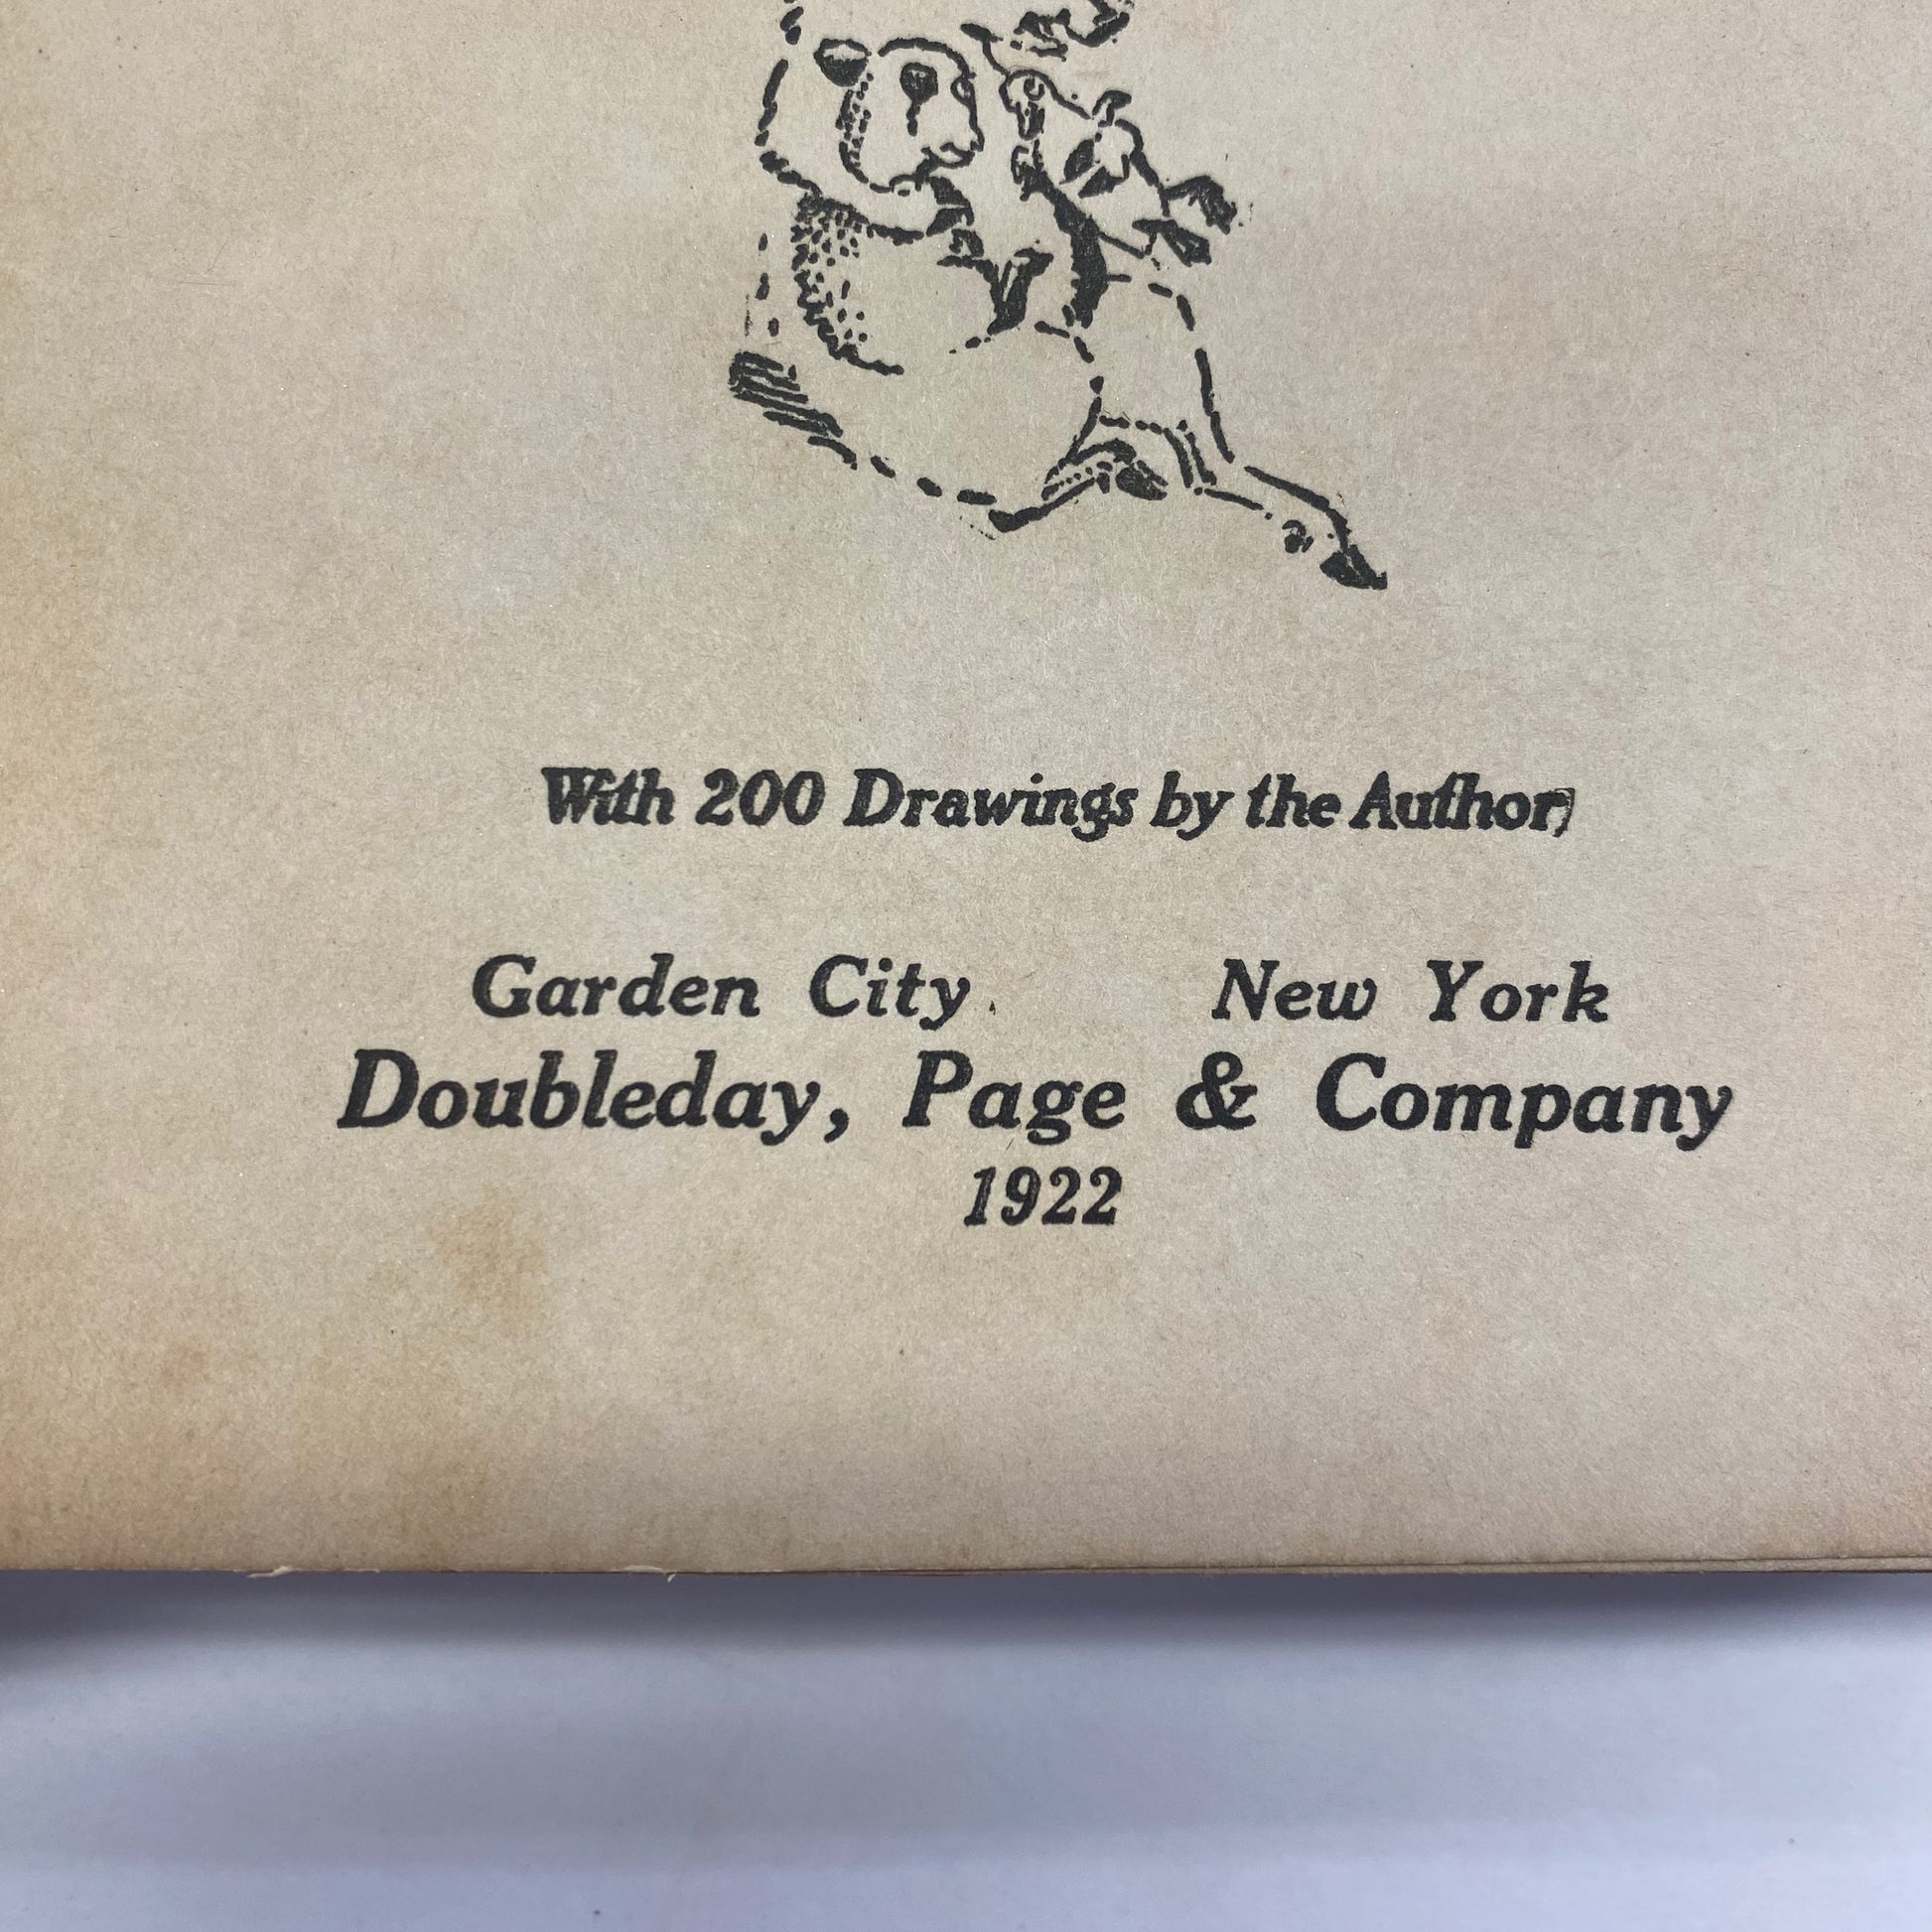 With 200 Drawings by the Author
Garden City New York
Doubleday, Page & Company
1922